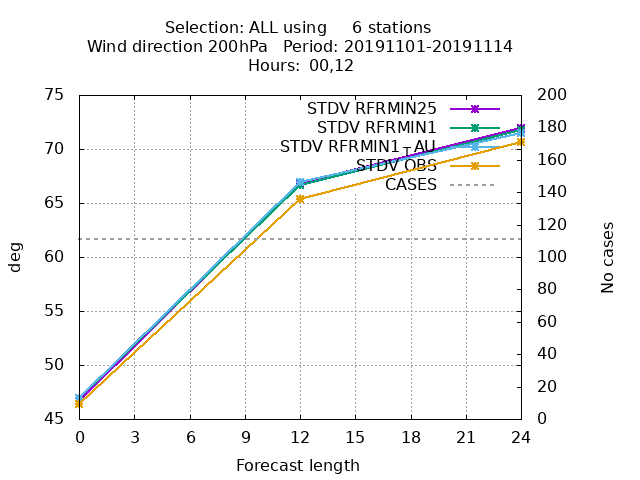 Selection: ALL using 6 stations
Wind direction 200hPa Period: 20191101-20191114
Hours: 00,12
75
70
65
60
55
50
45
deg
200
180
160
140
120
100
80
60
40
20
0
No cases
STDV RFRMIN25
STDV RFRMIN1
STDV RFRMIN1_AU
STDV OBS
CASES
0 3 6 9 12 15 18 21 24
Forecast length